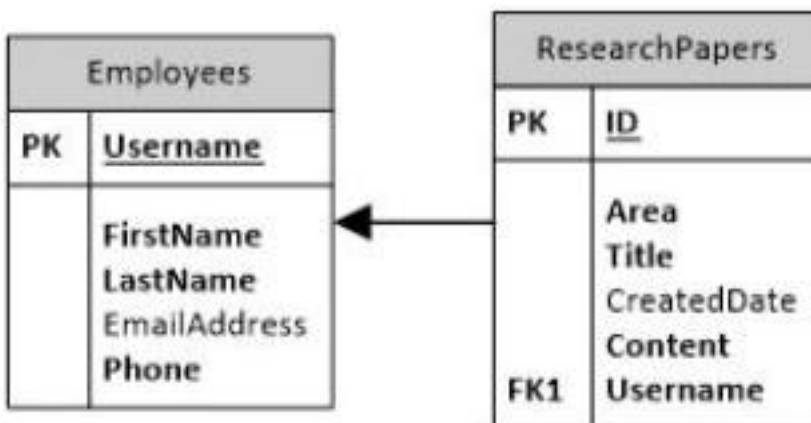 Employees
PK Username
FirstName
LastName
EmailAddress
Phone
ResearchPapers
PK ID
Area
Title
CreatedDate
Content
FK1 Username